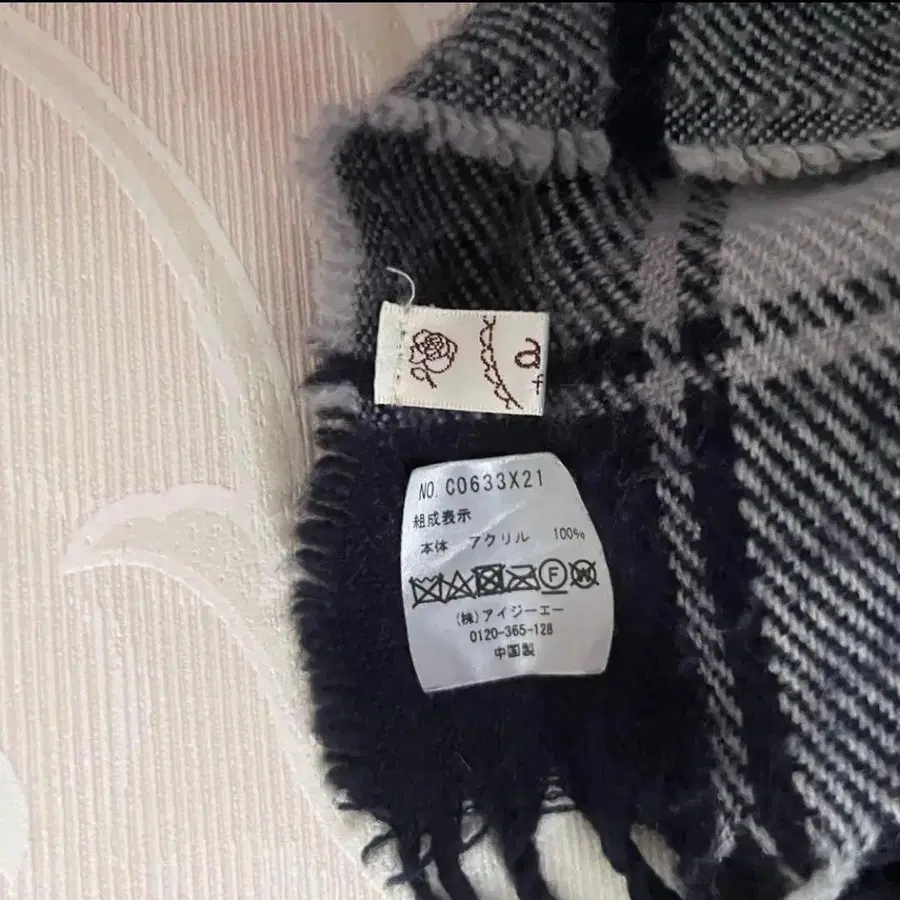 a
NO. C0633X21
組成表示
本体 アクリル 100%
F W
(株)アイジーエー
0120-365-128
中国製